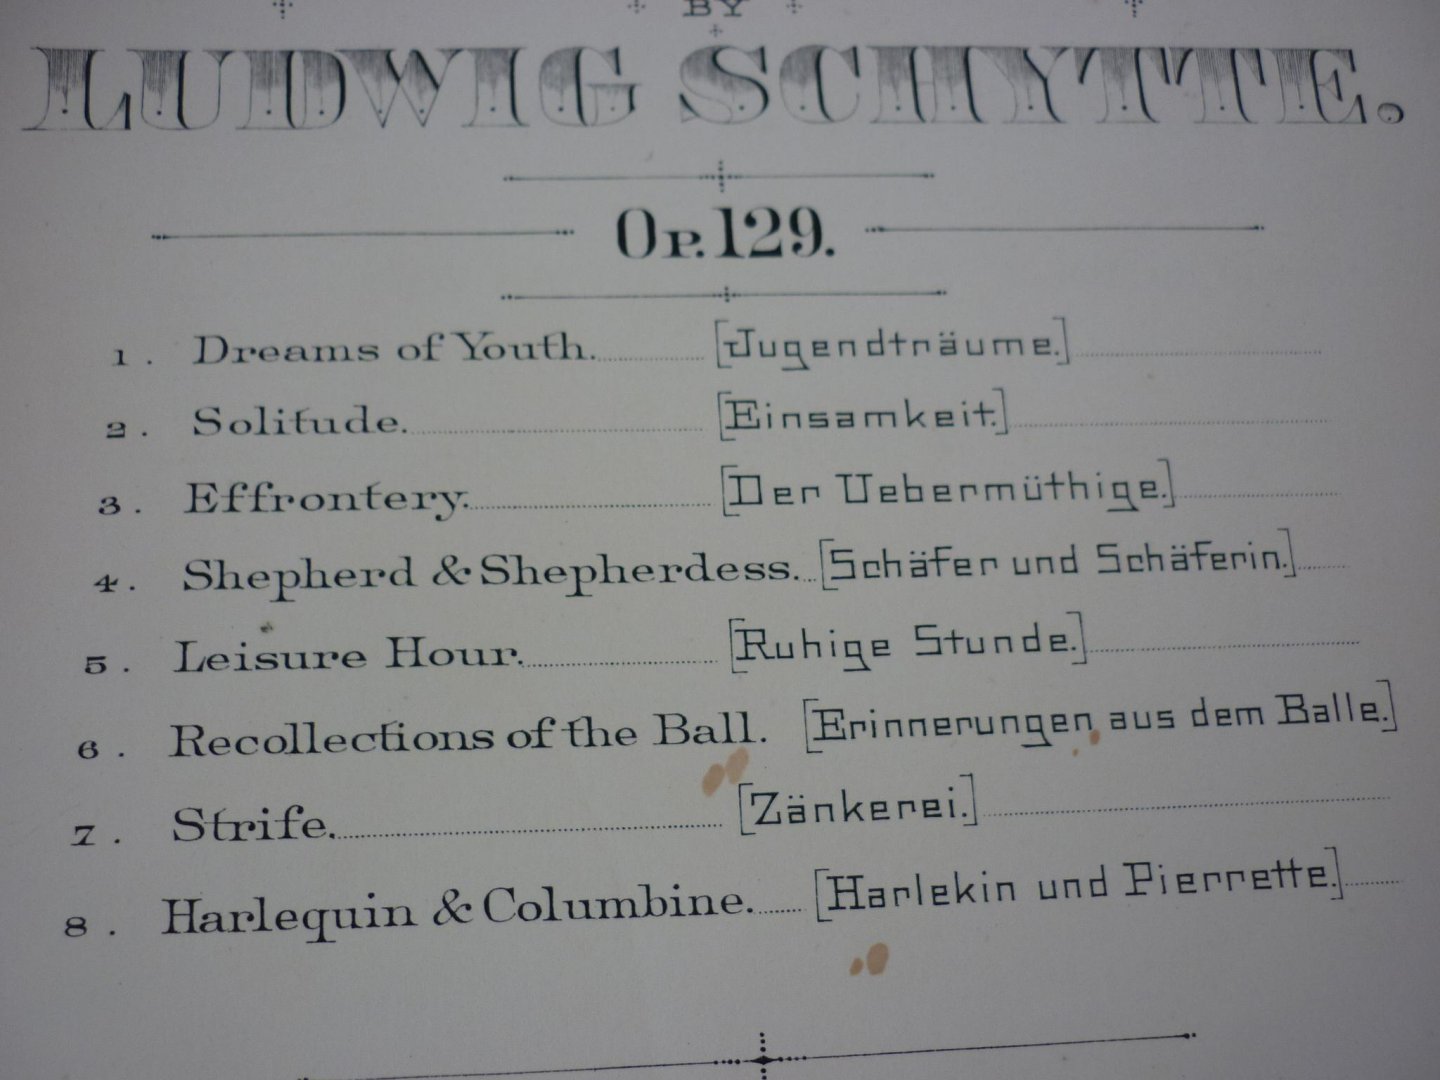 BY
LUDWIG SCHYTTE.
Op. 129.
1. Dreams of Youth. [Jugendträume.]
2. Solitude. [Einsamkeit.]
3. Effrontery. [Der Uebermüthige.]
4. Shepherd & Shepherdess. [Schäfer und Schäferin.]
5. Leisure Hour. [Ruhige Stunde.]
6. Recollections of the Ball. [Erinnerungen aus dem Balle.]
7. Strife. [Zänkerei.]
8. Harlequin & Columbine. [Harlekin und Pierrette.]